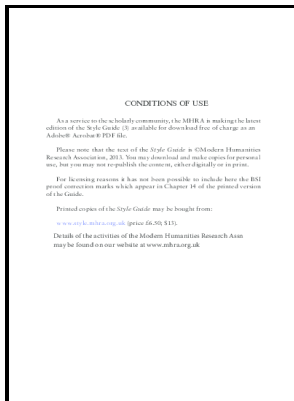 CONDITIONS OF USE
As a service to the scholarly community, the MHRA is making the latest
edition of the Style Guide (3) available for download free of charge as an
Adobe® Acrobat® PDF file.
Please note that the text of the Style Guide is ©Modern Humanities
Research Association, 2013. You may download and make copies for personal
use, but you may not re-publish the content, either digitally or in print.
For licensing reasons it has not been possible to include here the BSI
proof correction marks which appear in Chapter 14 of the printed version
of the Guide.
Printed copies of the Style Guide may be bought from:
www.style.mhra.org.uk (price £6.50; $13).
Details of the activities of the Modern Humanities Research Assn
may be found on our website at www.mhra.org.uk